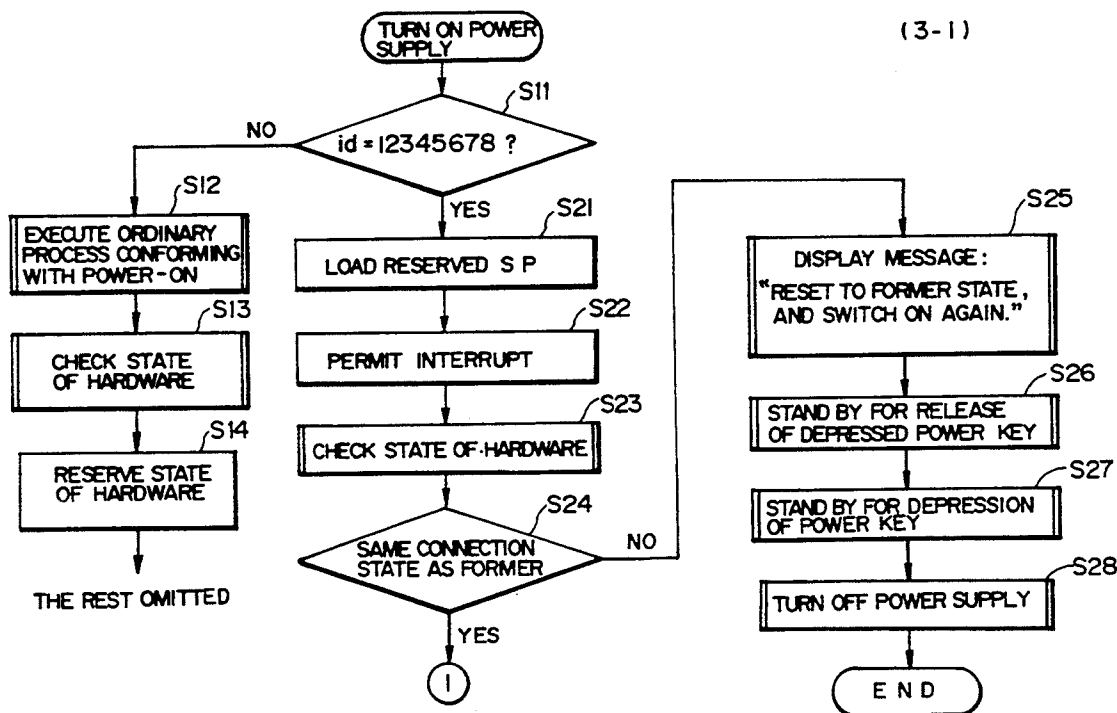 TURN ON POWER
SUPPLY
(3-1)
S11
id = 12345678 ?
NO
YES
S12
EXECUTE ORDINARY
PROCESS CONFORMING
WITH POWER-ON
S13
CHECK STATE
OF HARDWARE
S14
RESERVE STATE
OF HARDWARE
THE REST OMITTED
S21
LOAD RESERVED S P
S22
PERMIT INTERRUPT
S23
CHECK STATE OF HARDWARE
S24
SAME CONNECTION
STATE AS FORMER
NO
YES
1
S25
DISPLAY MESSAGE :
"RESET TO FORMER STATE,
AND SWITCH ON AGAIN."
S26
STAND BY FOR RELEASE
OF DEPRESSED POWER KEY
S27
STAND BY FOR DEPRESSION
OF POWER KEY
S28
TURN OFF POWER SUPPLY
E N D